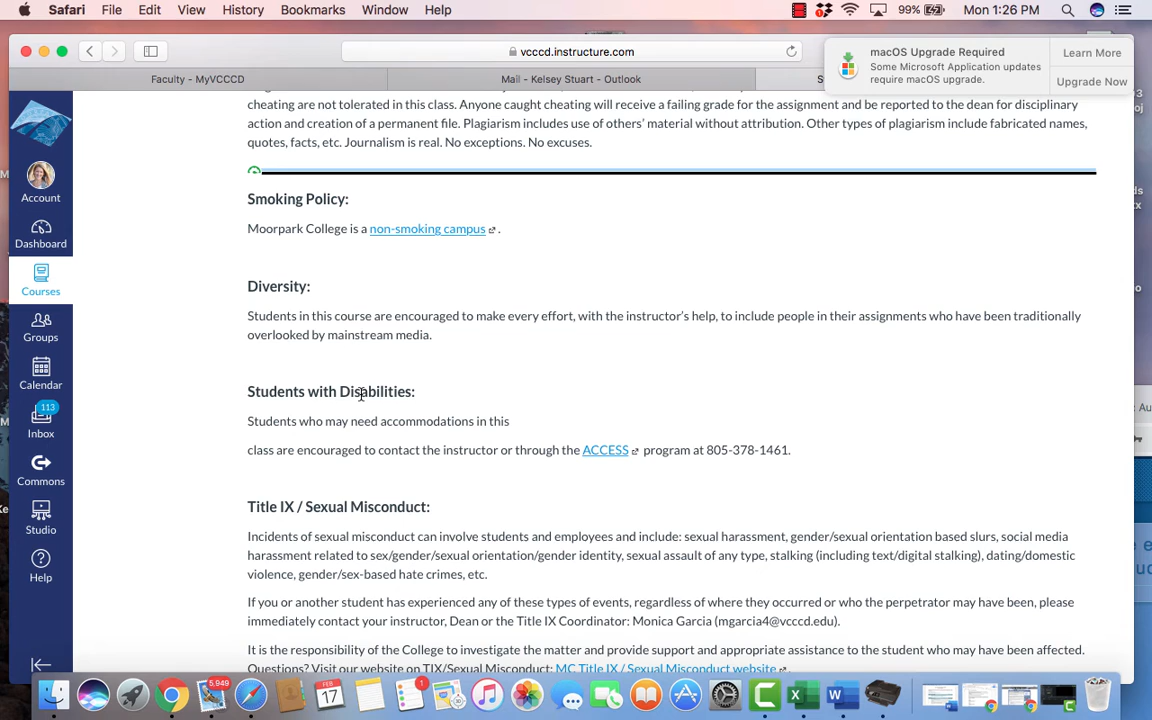 Safari File Edit View History Bookmarks Window Help 99% Mon 1:26 PM
vcccd.instructure.com
macOS Upgrade Required
Some Microsoft Application updates
require macOS upgrade.
Learn More
Upgrade Now
Faculty - MyVCCCD
Mail - Kelsey Stuart - Outlook
S
cheating are not tolerated in this class. Anyone caught cheating will receive a failing grade for the assignment and be reported to the dean for disciplinary
action and creation of a permanent file. Plagiarism includes use of others' material without attribution. Other types of plagiarism include fabricated names,
quotes, facts, etc. Journalism is real. No exceptions. No excuses.
Account
Dashboard
Courses
Groups
Calendar
113
Inbox
Commons
Studio
Help
Smoking Policy:
Moorpark College is a non-smoking campus .
Diversity:
Students in this course are encouraged to make every effort, with the instructor's help, to include people in their assignments who have been traditionally
overlooked by mainstream media.
Students with Disabilities:
Students who may need accommodations in this
class are encouraged to contact the instructor or through the ACCESS program at 805-378-1461.
Title IX / Sexual Misconduct:
Incidents of sexual misconduct can involve students and employees and include: sexual harassment, gender/sexual orientation based slurs, social media
harassment related to sex/gender/sexual orientation/gender identity, sexual assault of any type, stalking (including text/digital stalking), dating/domestic
violence, gender/sex-based hate crimes, etc.
If you or another student has experienced any of these types of events, regardless of where they occurred or who the perpetrator may have been, please
immediately contact your instructor, Dean or the Title IX Coordinator: Monica Garcia (mgarcia4@vcccd.edu).
It is the responsibility of the College to investigate the matter and provide support and appropriate assistance to the student who may have been affected.
Questions? Visit our website on TIX/Sexual Misconduct: MC Title IX / Sexual Misconduct website
5,949
FEB
17
1